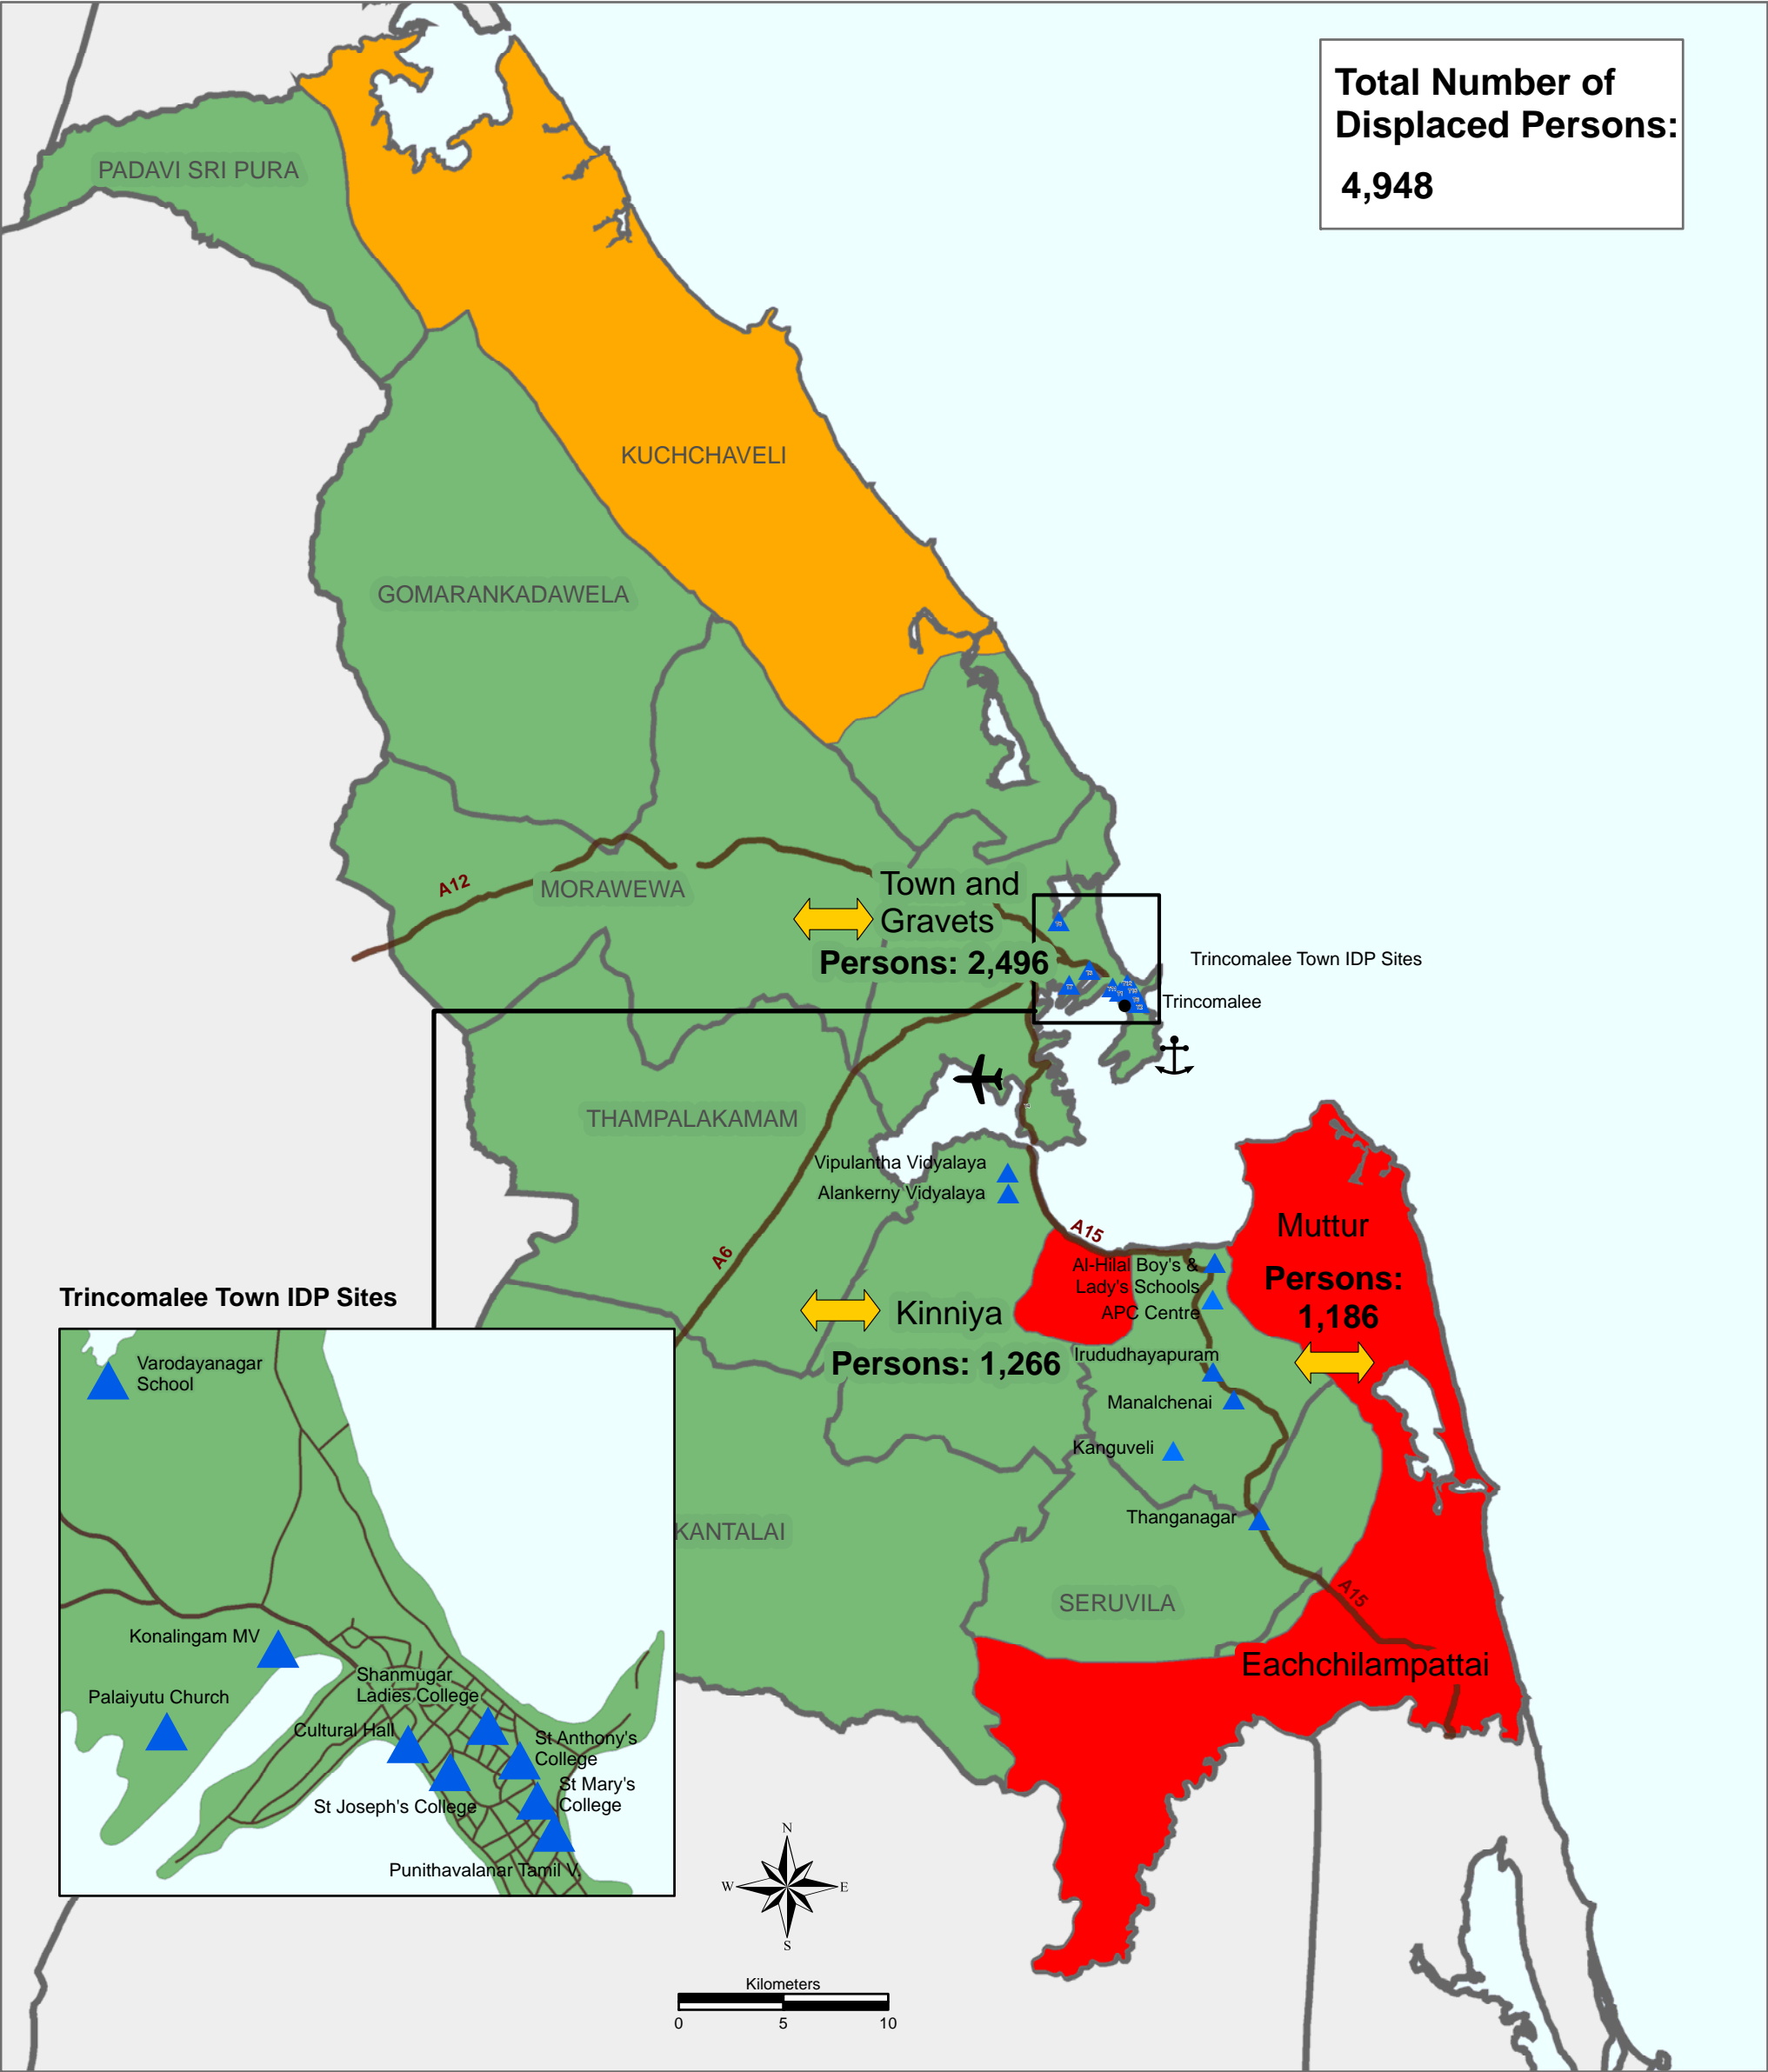 Total Number of
Displaced Persons:
4,948
PADAVI SRI PURA
KUCHCHAVELI
GOMARANKADAWELA
A12
MORAWEWA
Town and
Gravets
Persons: 2,496
Trincomalee Town IDP Sites
Trincomalee
THAMPALAKAMAM
Vipulantha Vidyalaya
Alankerny Vidyalaya
A15
A6
Muttur
Persons:
1,186
Al-Hilal Boy's &
Lady's Schools
APC Centre
Kinniya
Persons: 1,266
Irududhayapuram
Manalchenai
Kanguveli
Thanganagar
KANTALAI
SERUVILA
A15
Eachchilampattai
Trincomalee Town IDP Sites
Varodayanagar
School
Konalingam MV
Palaiyutu Church
Shanmugar
Ladies College
Cultural Hall
St Anthony's
College
St Mary's
College
St Joseph's College
Punithavalanar Tamil V.
N
W
E
S
Kilometers
0
5
10